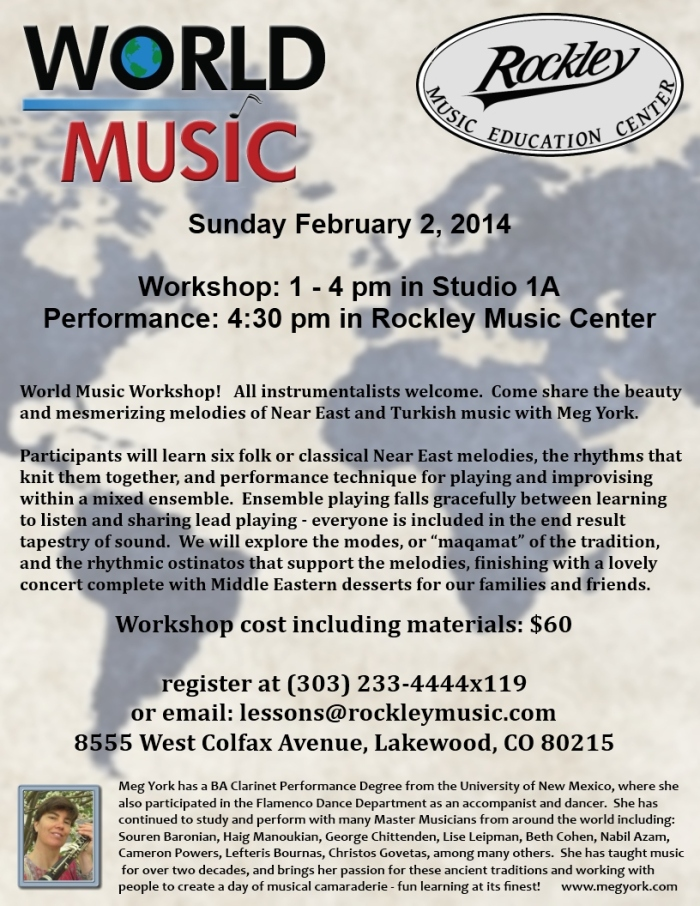 WORLD
MUSIC
Rockley
MUSIC EDUCATION CENTER
Sunday February 2, 2014
Workshop: 1 - 4 pm in Studio 1A
Performance: 4:30 pm in Rockley Music Center
World Music Workshop!   All instrumentalists welcome.  Come share the beauty
and mesmerizing melodies of Near East and Turkish music with Meg York.
Participants will learn six folk or classical Near East melodies, the rhythms that
knit them together, and performance technique for playing and improvising
within a mixed ensemble.  Ensemble playing falls gracefully between learning
to listen and sharing lead playing - everyone is included in the end result
tapestry of sound.  We will explore the modes, or “maqamat” of the tradition,
and the rhythmic ostinatos that support the melodies, finishing with a lovely
concert complete with Middle Eastern desserts for our families and friends.
Workshop cost including materials: $60
register at (303) 233-4444x119
or email: lessons@rockleymusic.com
8555 West Colfax Avenue, Lakewood, CO 80215
Meg York has a BA Clarinet Performance Degree from the University of New Mexico, where she
also participated in the Flamenco Dance Department as an accompanist and dancer.  She has
continued to study and perform with many Master Musicians from around the world including:
Souren Baronian, Haig Manoukian, George Chittenden, Lise Leipman, Beth Cohen, Nabil Azam,
Cameron Powers, Lefteris Bournas, Christos Govetas, among many others.  She has taught music
for over two decades, and brings her passion for these ancient traditions and working with
people to create a day of musical camaraderie - fun learning at its finest!     www.megyork.com